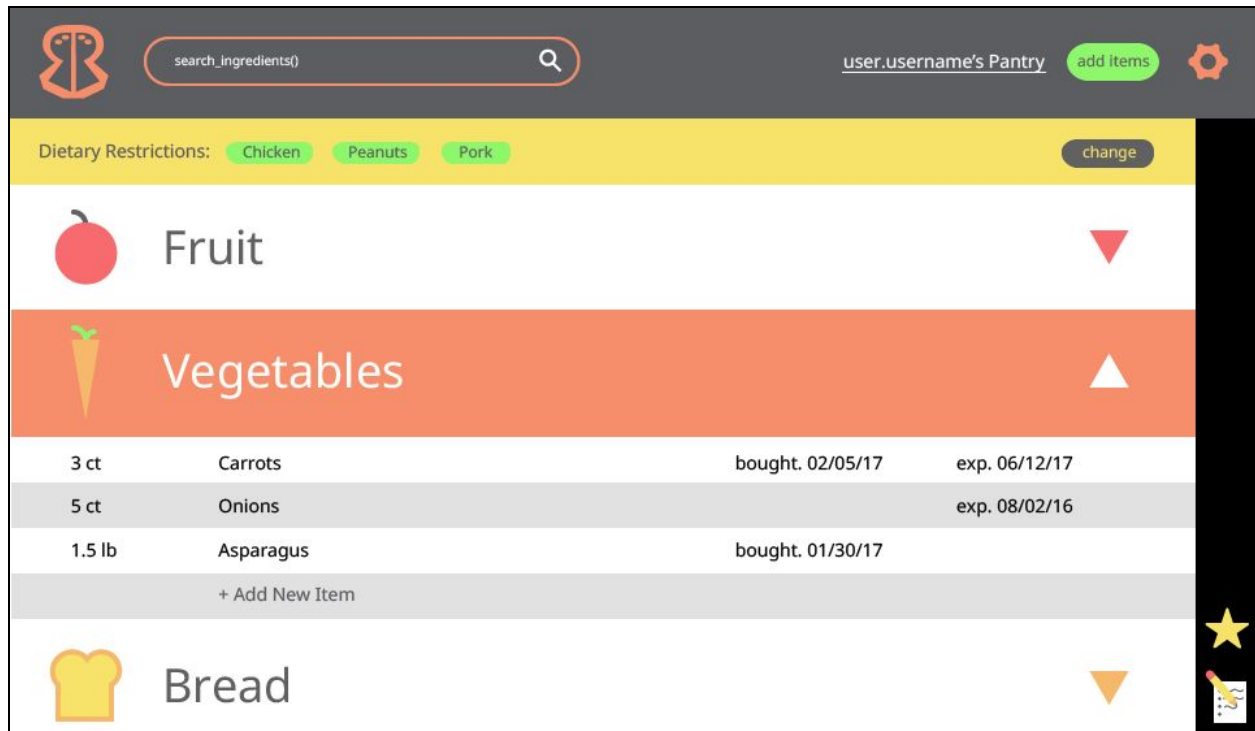 search_ingredients()
user.username’s Pantry
add items
Dietary Restrictions: Chicken Peanuts Pork
change
Fruit
Vegetables
3 ct Carrots bought. 02/05/17 exp. 06/12/17
5 ct Onions exp. 08/02/16
1.5 lb Asparagus bought. 01/30/17
+ Add New Item
Bread